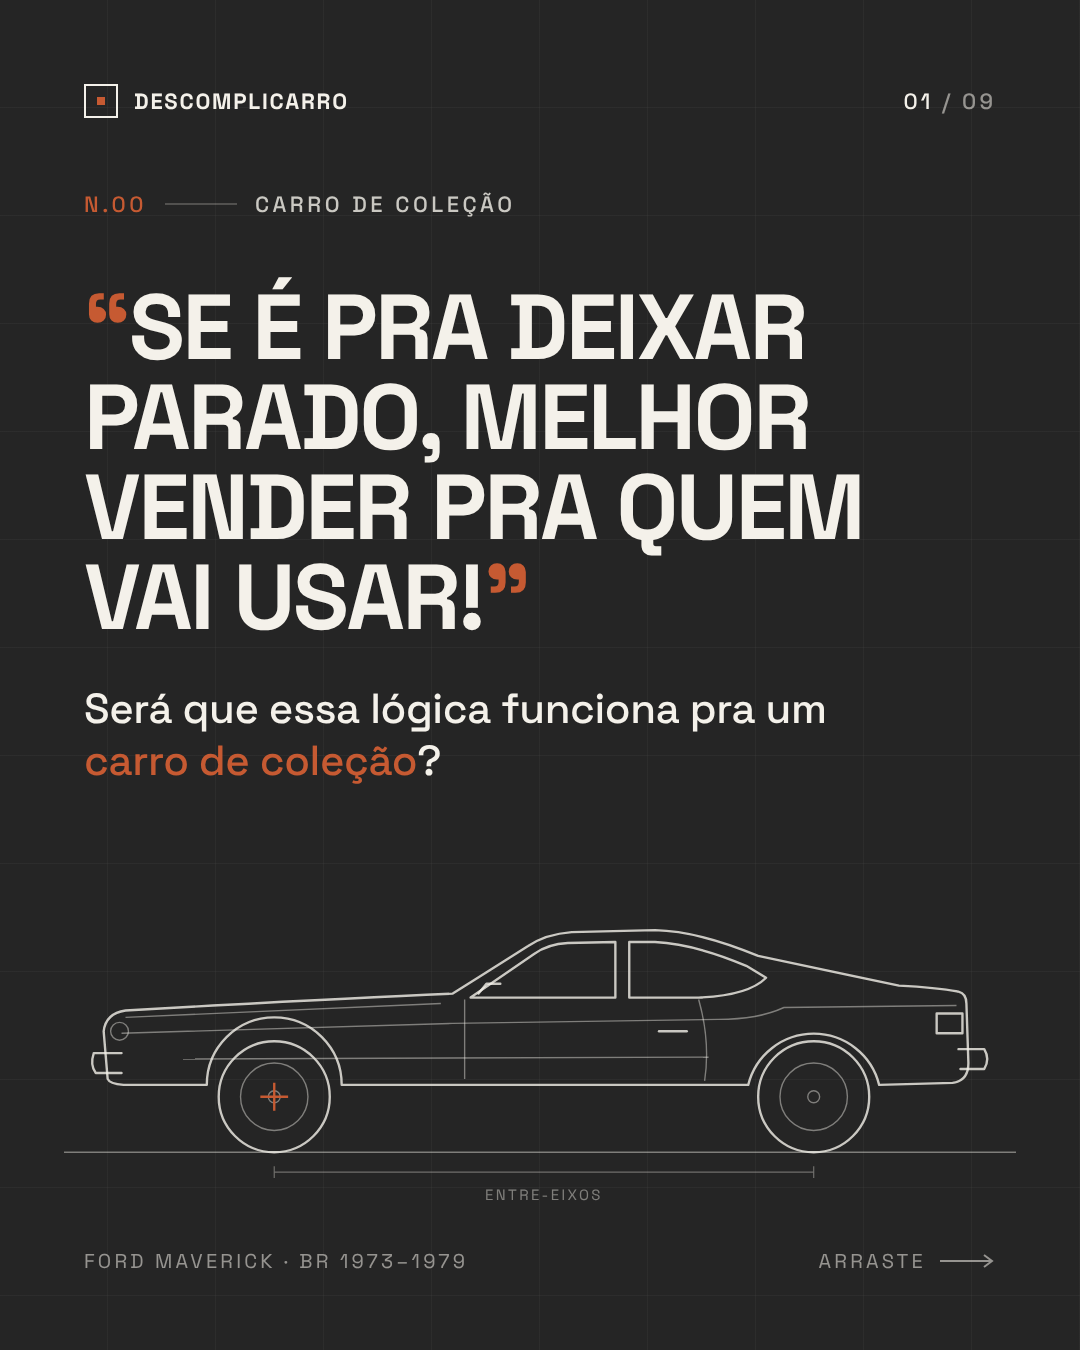 DESCOMPLICARRO
01 / 09
N.00 CARRO DE COLEÇÃO
“SE É PRA DEIXAR
PARADO, MELHOR
VENDER PRA QUEM
VAI USAR!”
Será que essa lógica funciona pra um
carro de coleção?
ENTRE-EIXOS
FORD MAVERICK · BR 1973–1979
ARRASTE